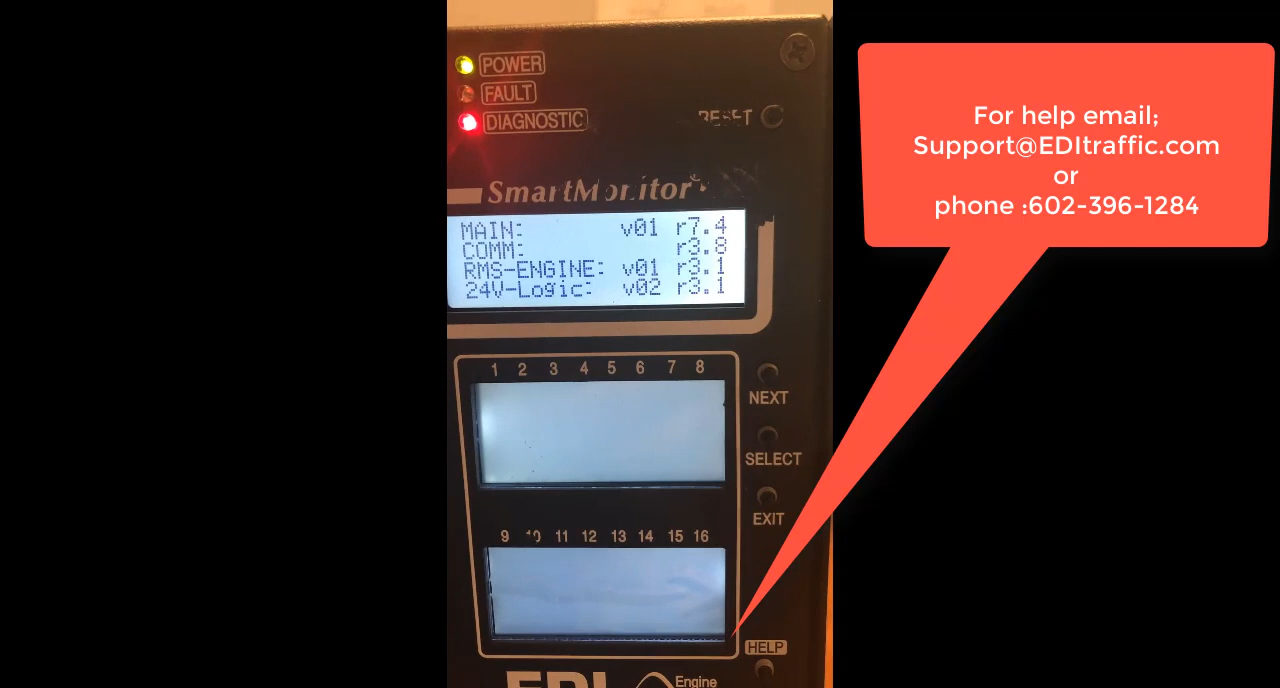 POWER
FAULT
DIAGNOSTIC
RESET
SmartMonitor
MAIN: v01 r7.4
COMM: r3.8
RMS-ENGINE: v01 r3.1
24V-Logic: v02 r3.1
1 2 3 4 5 6 7 8
NEXT
SELECT
EXIT
9 10 11 12 13 14 15 16
HELP
EDI
Engine
For help email;
Support@EDItraffic.com
or
phone :602-396-1284